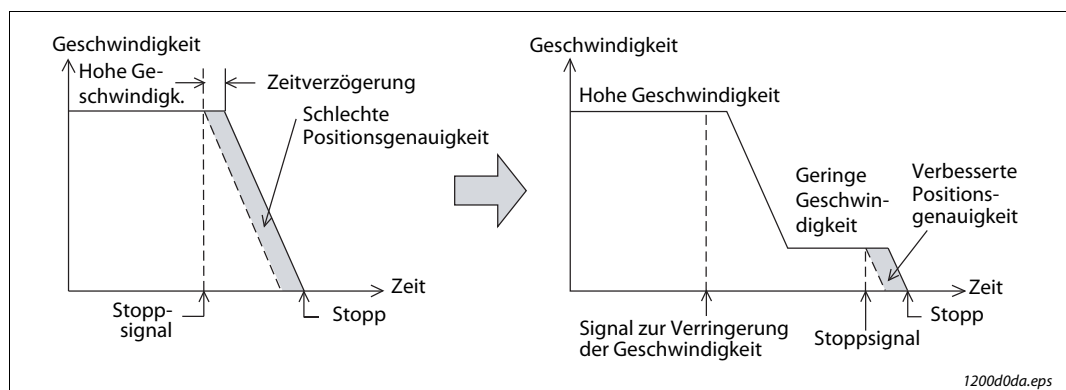 Geschwindigkeit
Hohe Ge-
schwindigk.
Zeitverzögerung
Schlechte
Positionsgenauigkeit
Zeit
Stopp-
signal
Stopp
Geschwindigkeit
Hohe Geschwindigkeit
Geringe
Geschwin-
digkeit
Verbesserte
Positions-
genauigkeit
Zeit
Signal zur Verringerung
der Geschwindigkeit
Stoppsignal
Stopp
1200d0da.eps